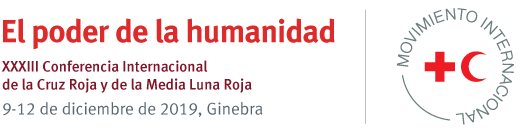 El poder de la humanidad
XXXIII Conferencia Internacional
de la Cruz Roja y de la Media Luna Roja
9-12 de diciembre de 2019, Ginebra
MOVIMIENTO INTERNACIONAL